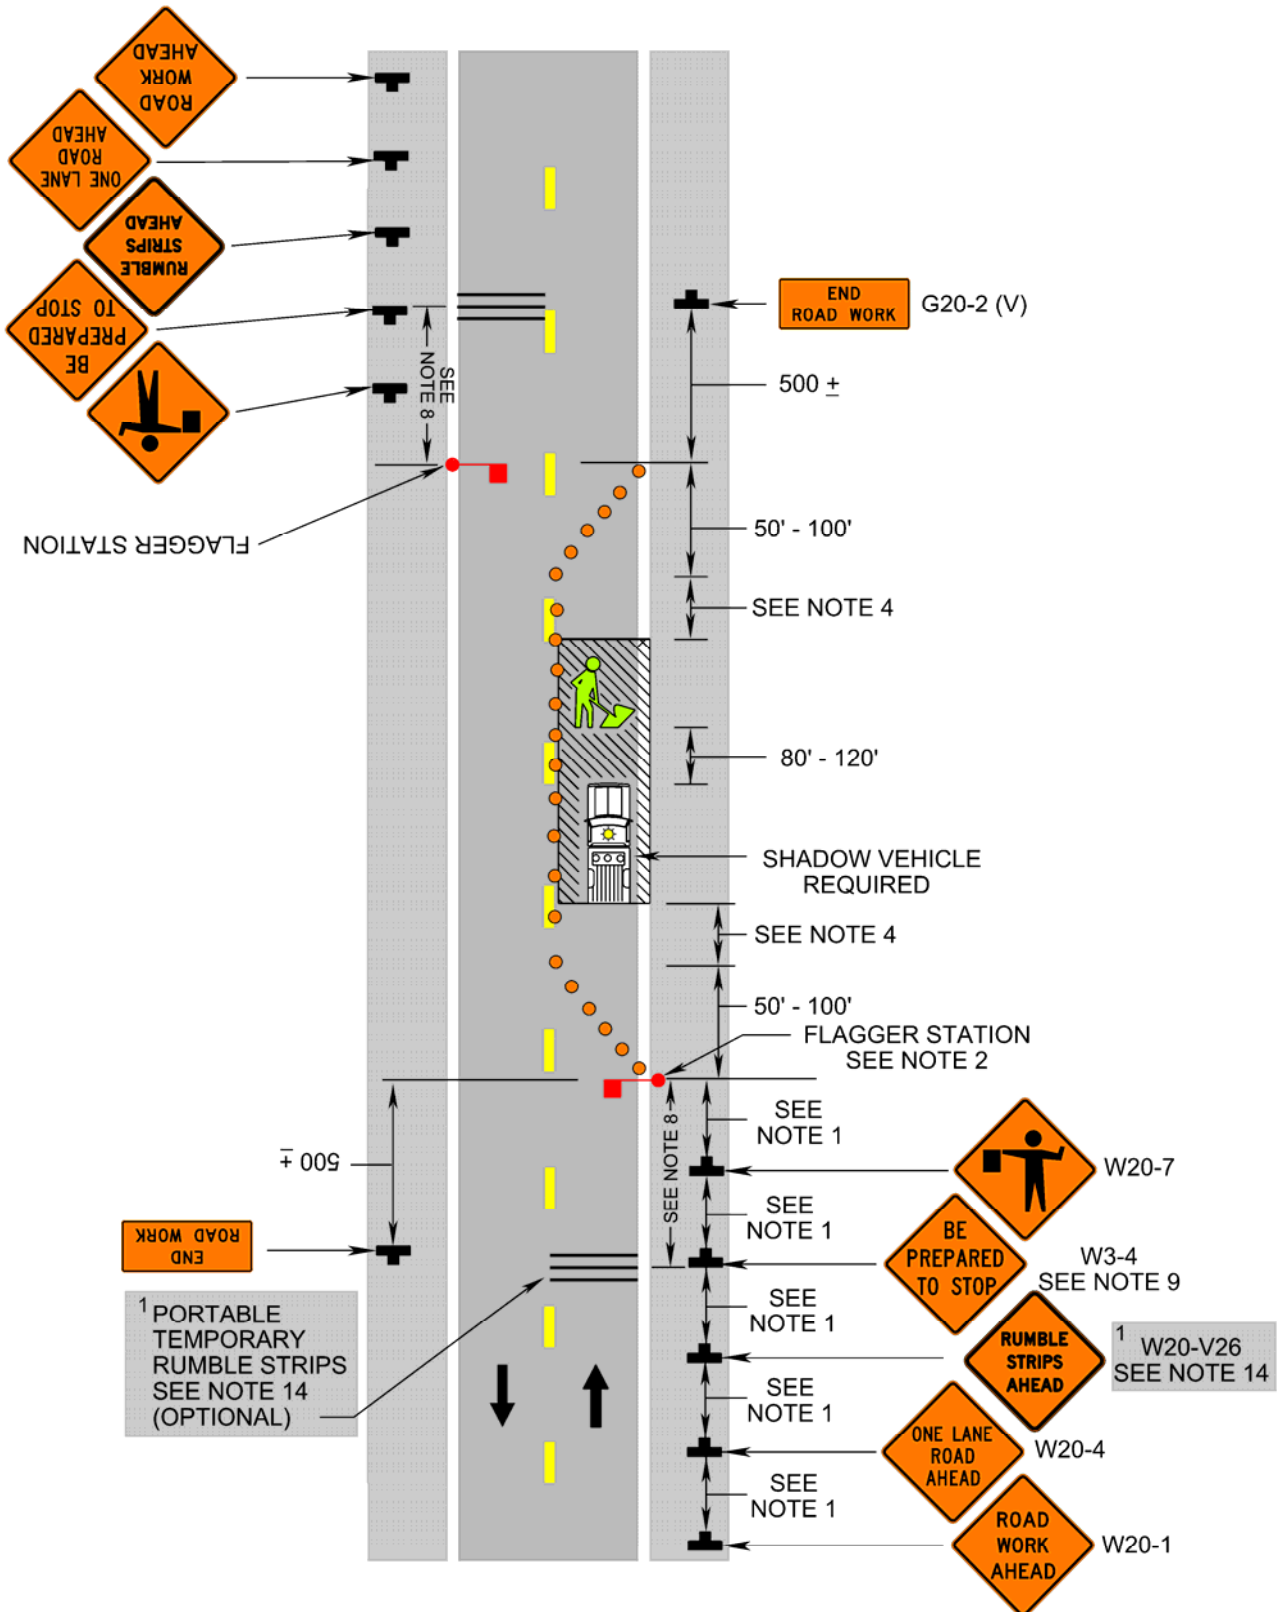 ROAD
WORK
AHEAD
ONE LANE
ROAD
AHEAD
RUMBLE
STRIPS
AHEAD
BE
PREPARED
TO STOP
SEE
NOTE 8
FLAGGER STATION
END
ROAD WORK
G20-2 (V)
500 ±
50' - 100'
SEE NOTE 4
80' - 120'
SHADOW VEHICLE
REQUIRED
SEE NOTE 4
50' - 100'
FLAGGER STATION
SEE NOTE 2
500 ±
END
ROAD WORK
SEE NOTE 8
SEE
NOTE 1
W20-7
SEE
NOTE 1
BE
PREPARED
TO STOP
W3-4
SEE NOTE 9
SEE
NOTE 1
RUMBLE
STRIPS
AHEAD
1 W20-V26
SEE NOTE 14
SEE
NOTE 1
ONE LANE
ROAD
AHEAD
W20-4
SEE
NOTE 1
ROAD
WORK
AHEAD
W20-1
1 PORTABLE
TEMPORARY
RUMBLE STRIPS
SEE NOTE 14
(OPTIONAL)